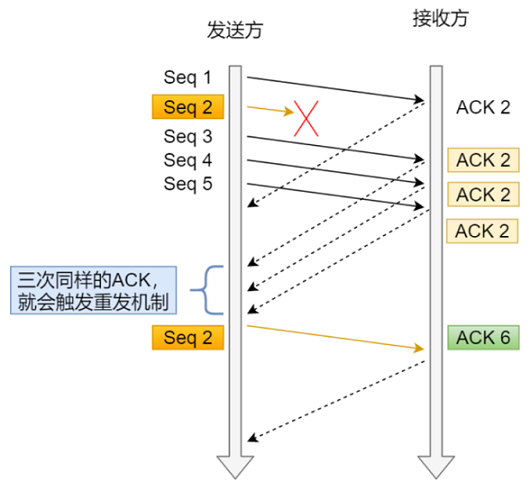 发送方
接收方
Seq 1
Seq 2
ACK 2
Seq 3
Seq 4
ACK 2
Seq 5
ACK 2
ACK 2
三次同样的ACK，
就会触发重发机制
Seq 2
ACK 6